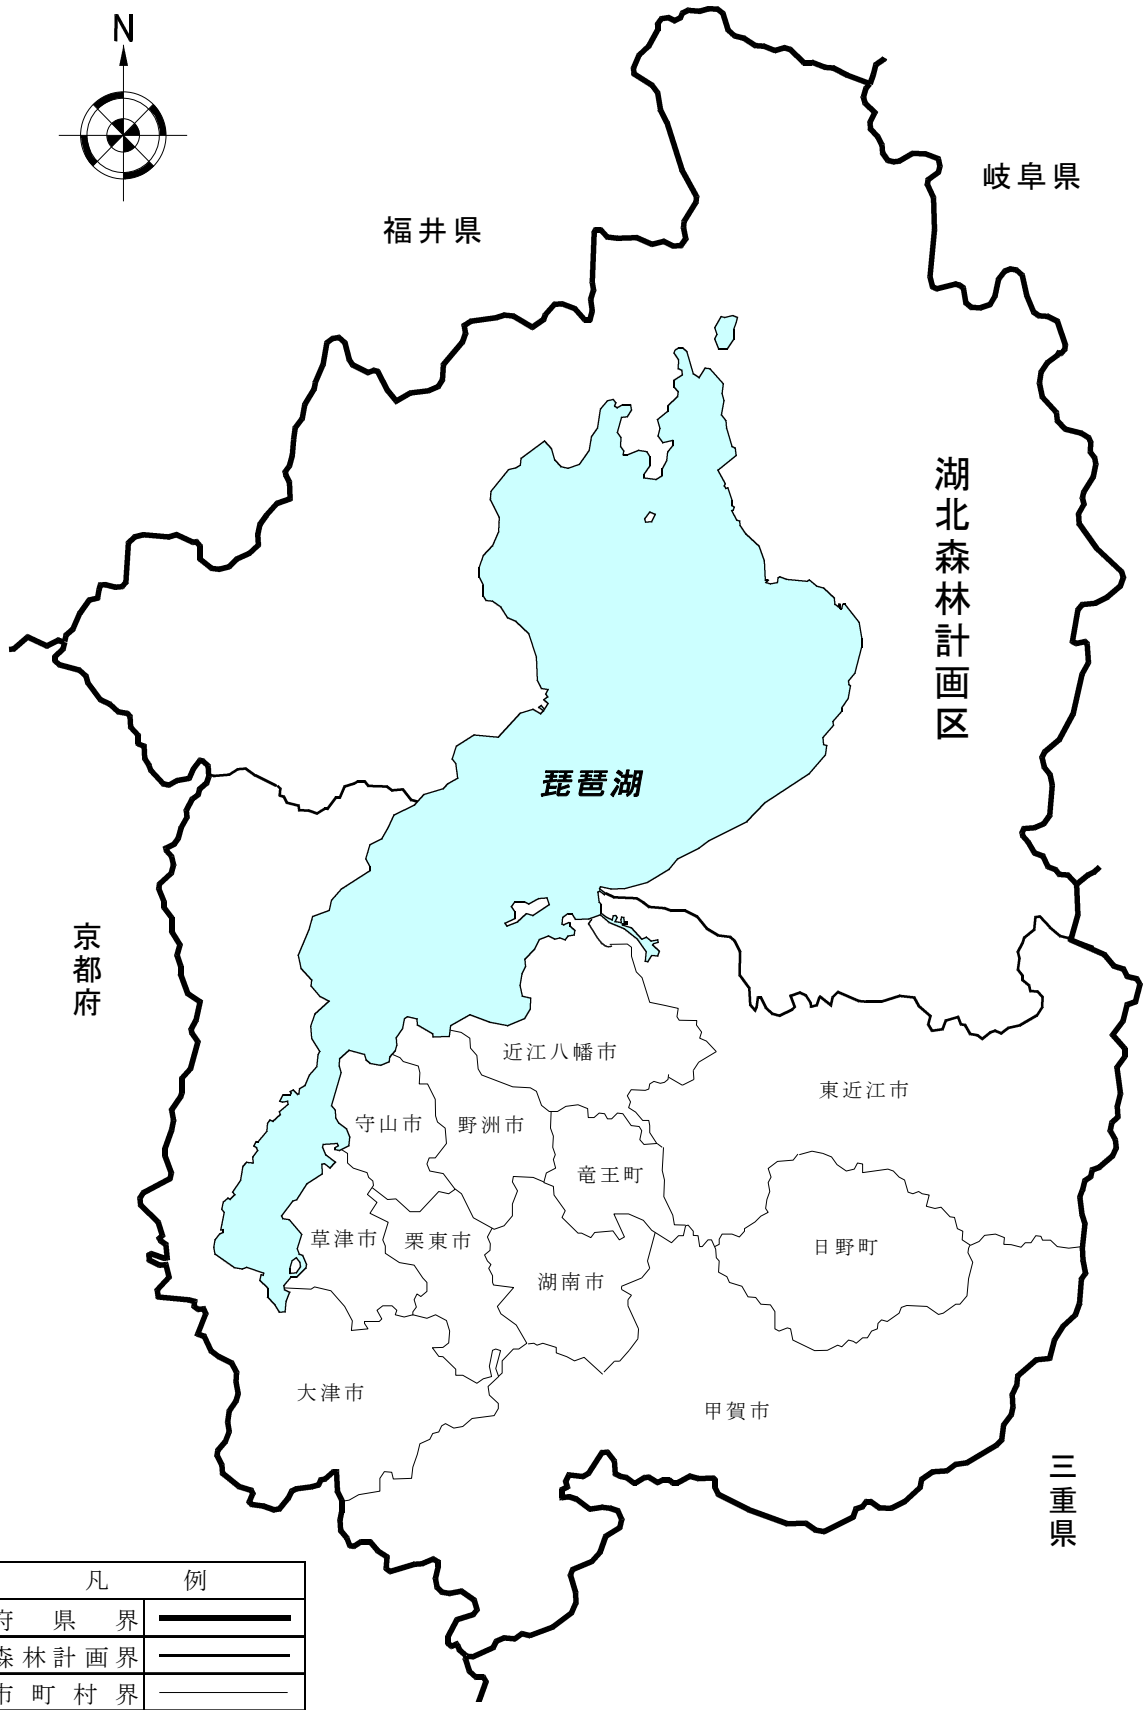 N
岐阜県
福井県
湖北森林計画区
琵琶湖
京都府
近江八幡市
東近江市
守山市
野洲市
竜王町
草津市
栗東市
日野町
湖南市
大津市
甲賀市
三重県
凡 例
府 県 界
森林計画界
市 町 村 界